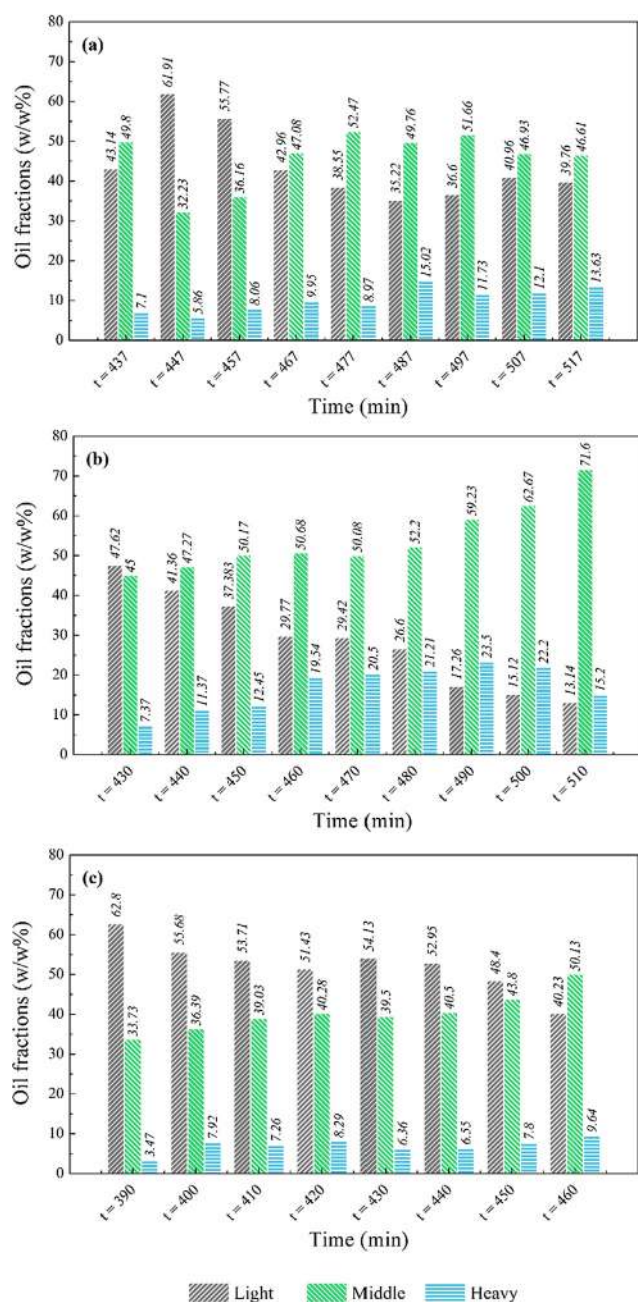 (a)
Oil fractions (w/w%)
80
70
60
50
40
30
20
10
0
43.14 49.8 7.1
61.91 32.23 5.86
55.77 36.16 8.06
42.96 47.08 9.95
38.55 52.47 8.97
35.22 49.76 15.02
36.6 51.66 11.73
40.96 46.93 12.1
39.76 46.61 13.63
t = 437 t = 447 t = 457 t = 467 t = 477 t = 487 t = 497 t = 507 t = 517
Time (min)
(b)
Oil fractions (w/w%)
80
70
60
50
40
30
20
10
0
47.62 45 7.37
41.36 47.27 11.37
37.383 50.17 12.45
29.77 50.68 19.54
29.42 50.08 20.5
26.6 52.2 21.21
17.26 59.23 23.5
15.12 62.67 22.2
13.14 71.6 15.2
t = 430 t = 440 t = 450 t = 460 t = 470 t = 480 t = 490 t = 500 t = 510
Time (min)
(c)
Oil fractions (w/w%)
80
70
60
50
40
30
20
10
0
62.8 33.73 3.47
55.68 36.39 7.92
53.71 39.03 7.26
51.43 40.28 8.29
54.13 39.5 6.36
52.95 40.5 6.55
48.4 43.8 7.8
40.23 50.13 9.64
t = 390 t = 400 t = 410 t = 420 t = 430 t = 440 t = 450 t = 460
Time (min)
Light Middle Heavy